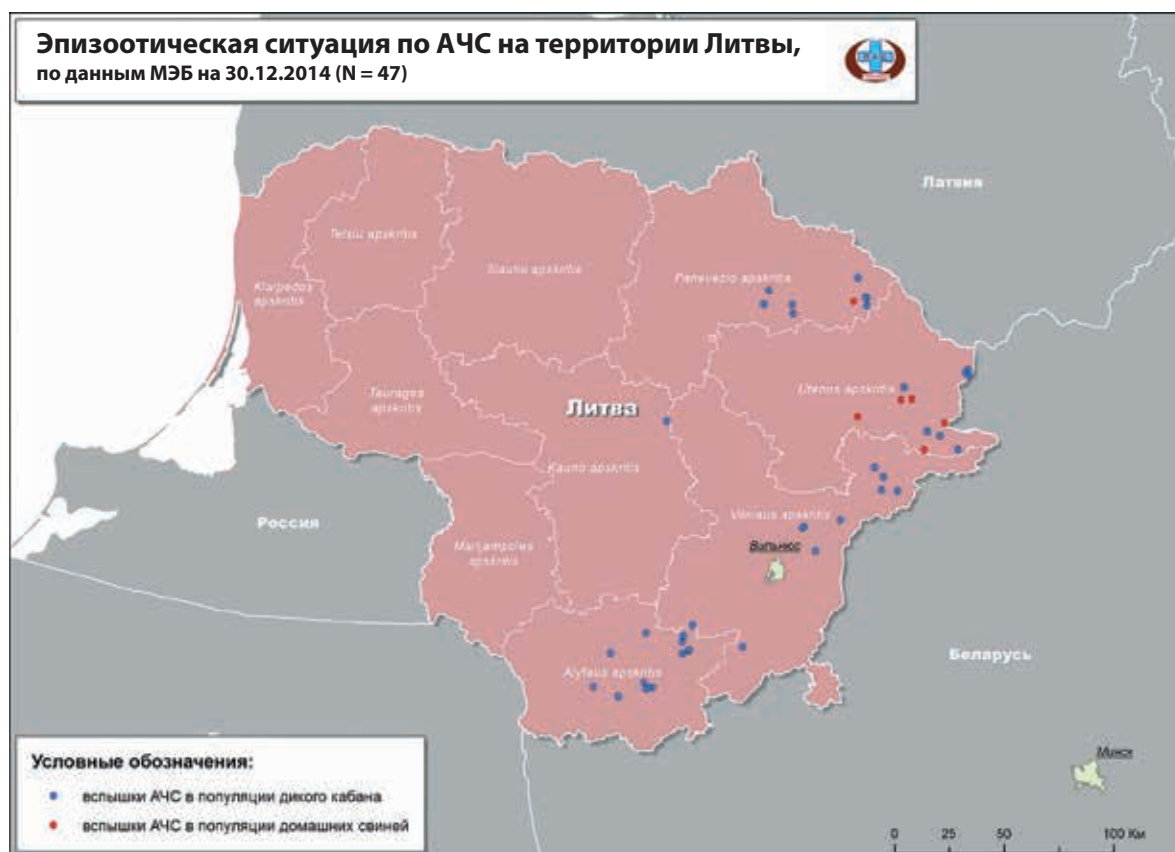 Эпизоотическая ситуация по АЧС на территории Литвы,
по данным МЭБ на 30.12.2014 (N = 47)
Латвия
Telsiu apskritis
Siauliu apskritis
Panevezio apskritis
Klaipedos
apskritis
Utenos apskritis
Taurages
apskritis
Литва
Kauno apskritis
Россия
Vilniaus apskritis
Marijampoles
apskritis
Вильнюс
Беларусь
Alytaus apskritis
Минск
Условные обозначения:
вспышки АЧС в популяции дикого кабана
вспышки АЧС в популяции домашних свиней
0 25 50 100 Км